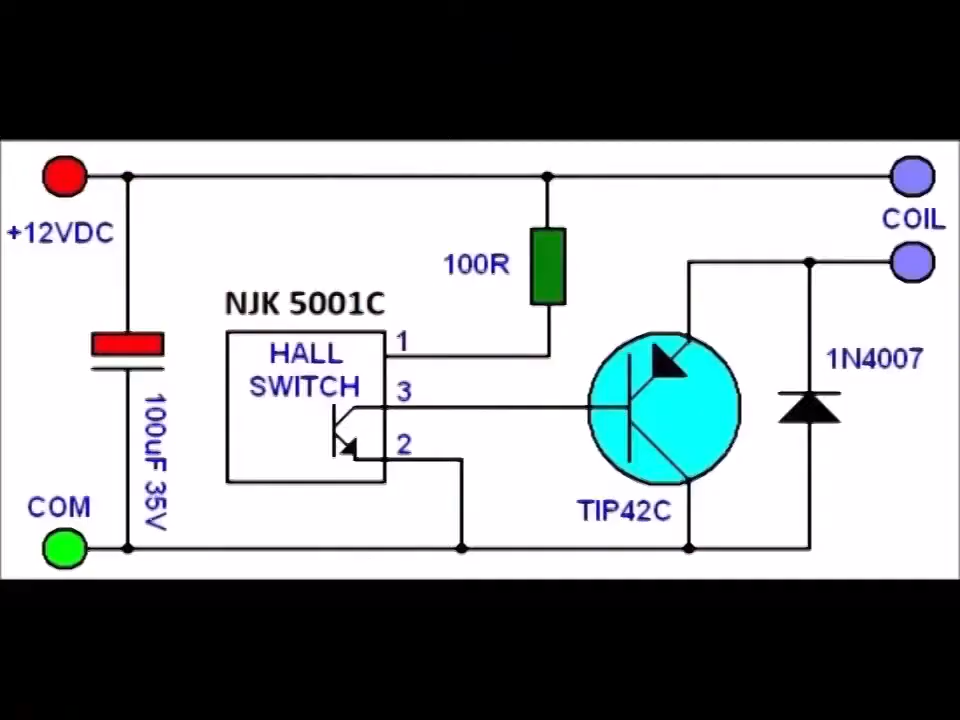 +12VDC
COIL
100R
NJK 5001C
HALL
SWITCH
1
3
2
1N4007
100uF 35V
TIP42C
COM